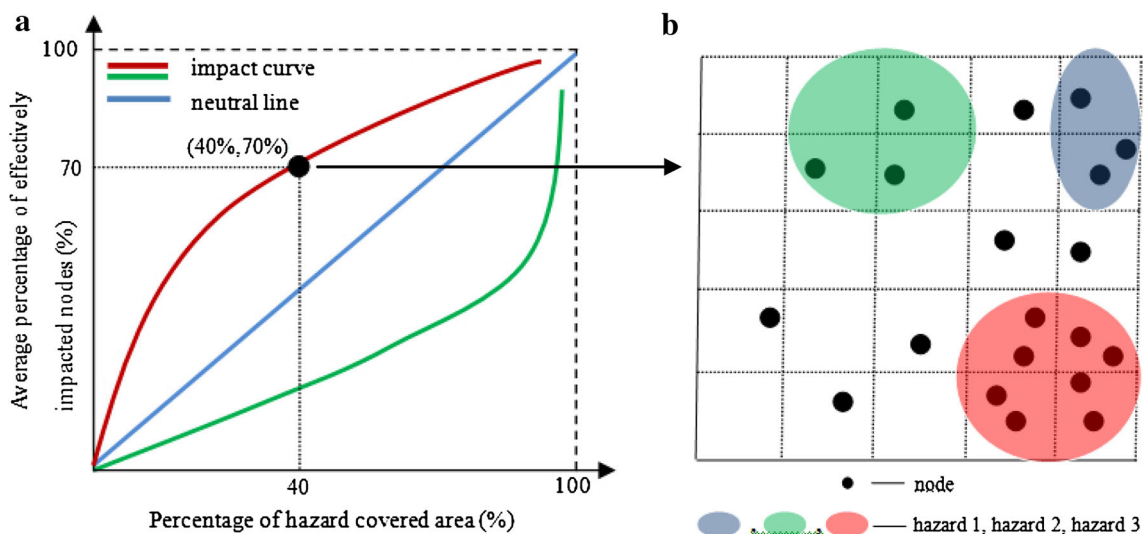 a
100
impact curve
neutral line
(40%,70%)
70
Average percentage of effectively
impacted nodes (%)
40
100
Percentage of hazard covered area (%)
b
node
hazard 1, hazard 2, hazard 3